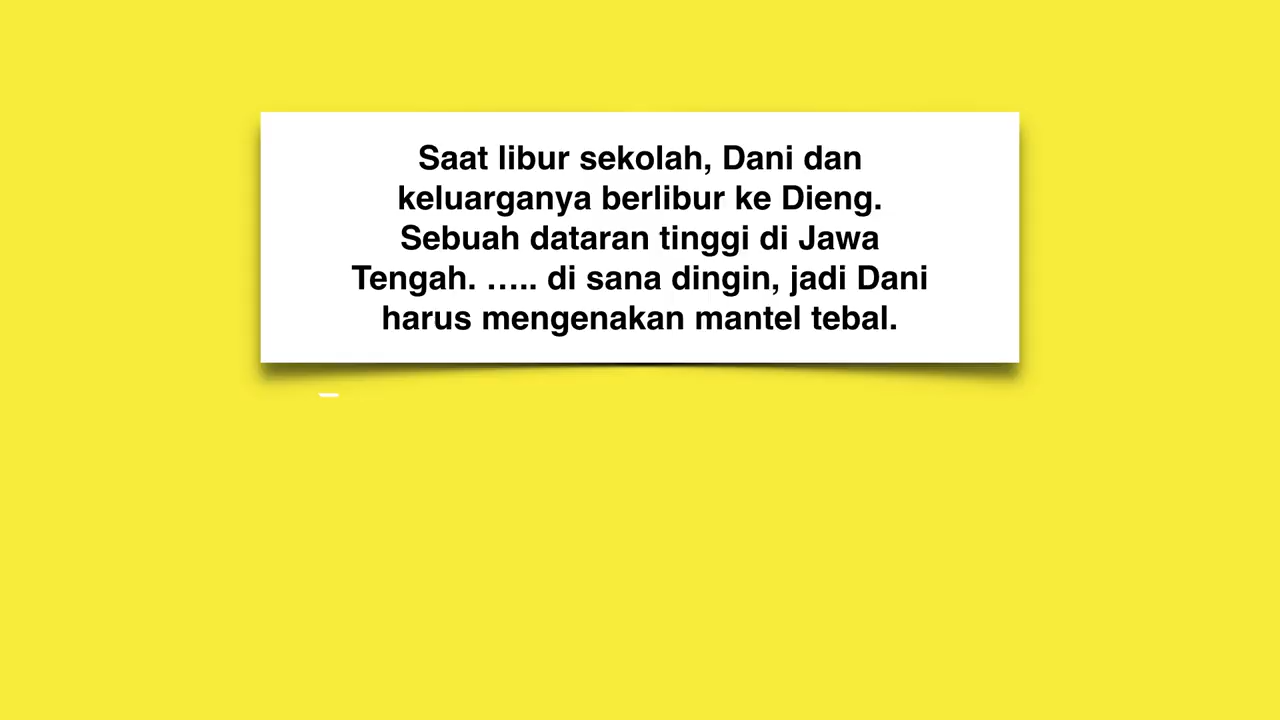 Saat libur sekolah, Dani dan
keluarganya berlibur ke Dieng.
Sebuah dataran tinggi di Jawa
Tengah. ….. di sana dingin, jadi Dani
harus mengenakan mantel tebal.